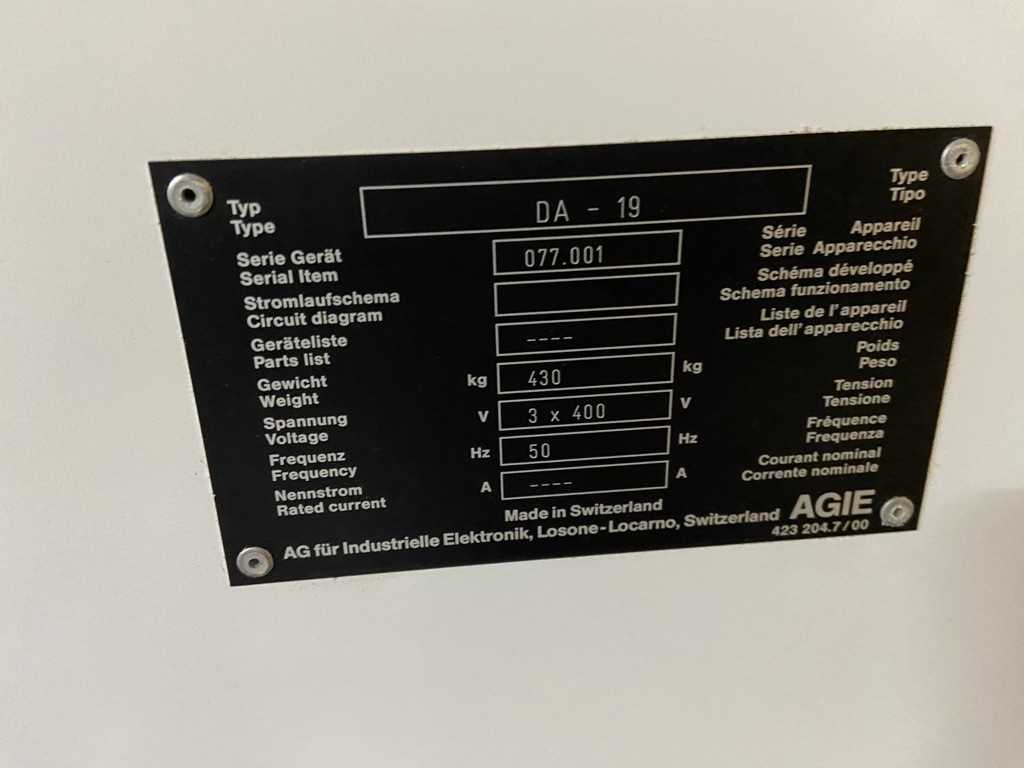 Typ
Type
DA - 19
Type
Tipo
Serie Gerät
Serial Item
077.001
Série Appareil
Serie Apparecchio
Stromlaufschema
Circuit diagram
Schéma développé
Schema funzionamento
Geräteliste
Parts list
----
Liste de l'appareil
Lista dell'apparecchio
Gewicht
Weight
kg 430 kg
Poids
Peso
Spannung
Voltage
V 3 x 400 V
Tension
Tensione
Frequenz
Frequency
Hz 50 Hz
Fréquence
Frequenza
Nennstrom
Rated current
A ---- A
Courant nominal
Corrente nominale
Made in Switzerland
AG für Industrielle Elektronik, Losone-Locarno, Switzerland
AGIE
423 204.7/00